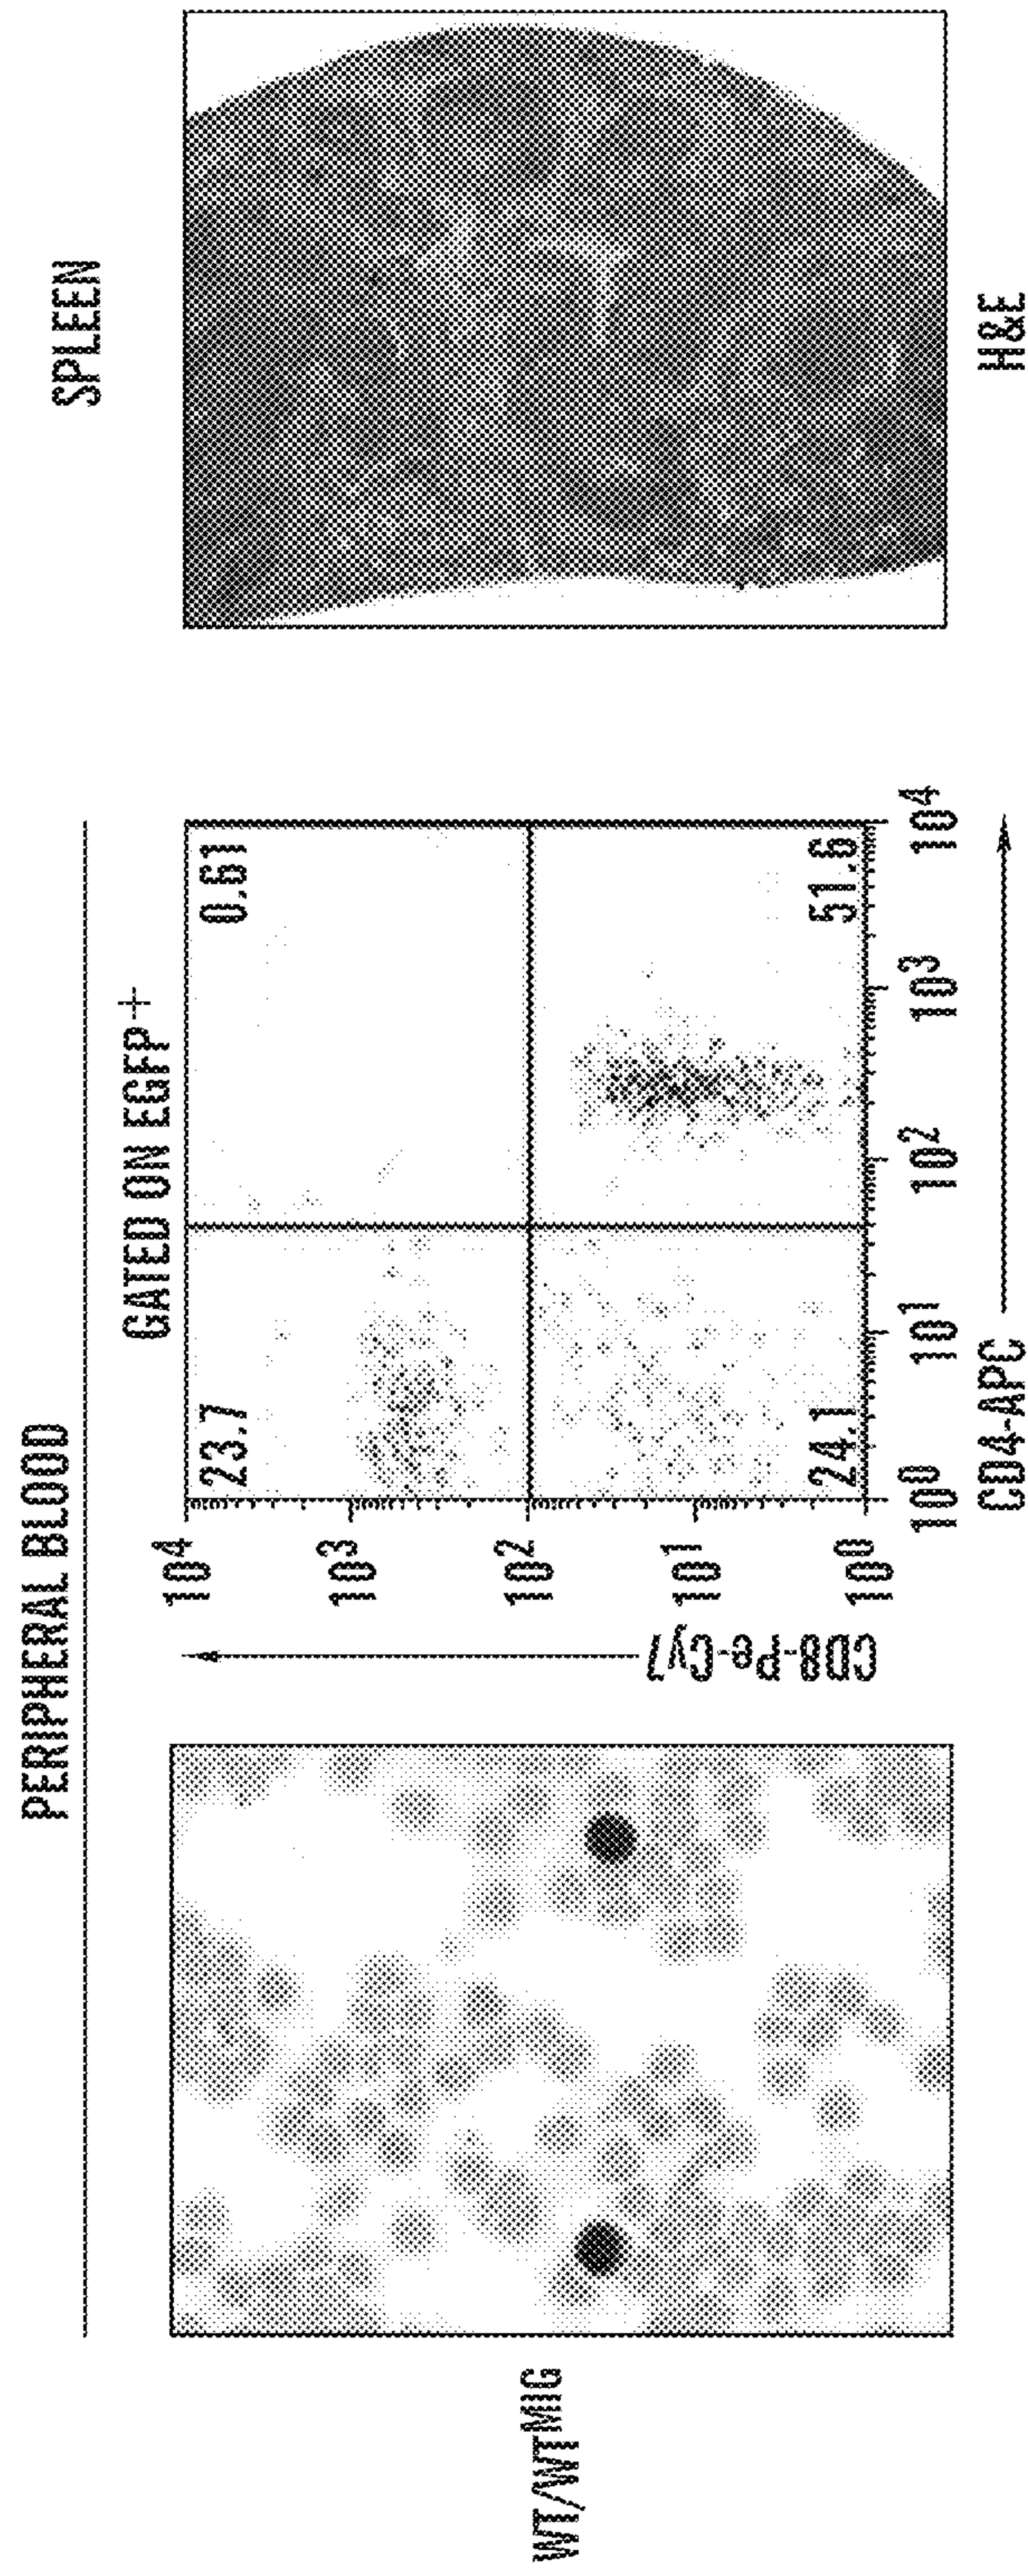 PERIPHERAL BLOOD
SPLEEN
GATED ON EGFP+
WT/WT^MIG
CD8-Pe-Cy7
10^4
10^3
10^2
10^1
10^0
23.7
0.61
24.1
51.6
10^0
10^1
10^2
10^3
10^4
CD4-APC
H&E